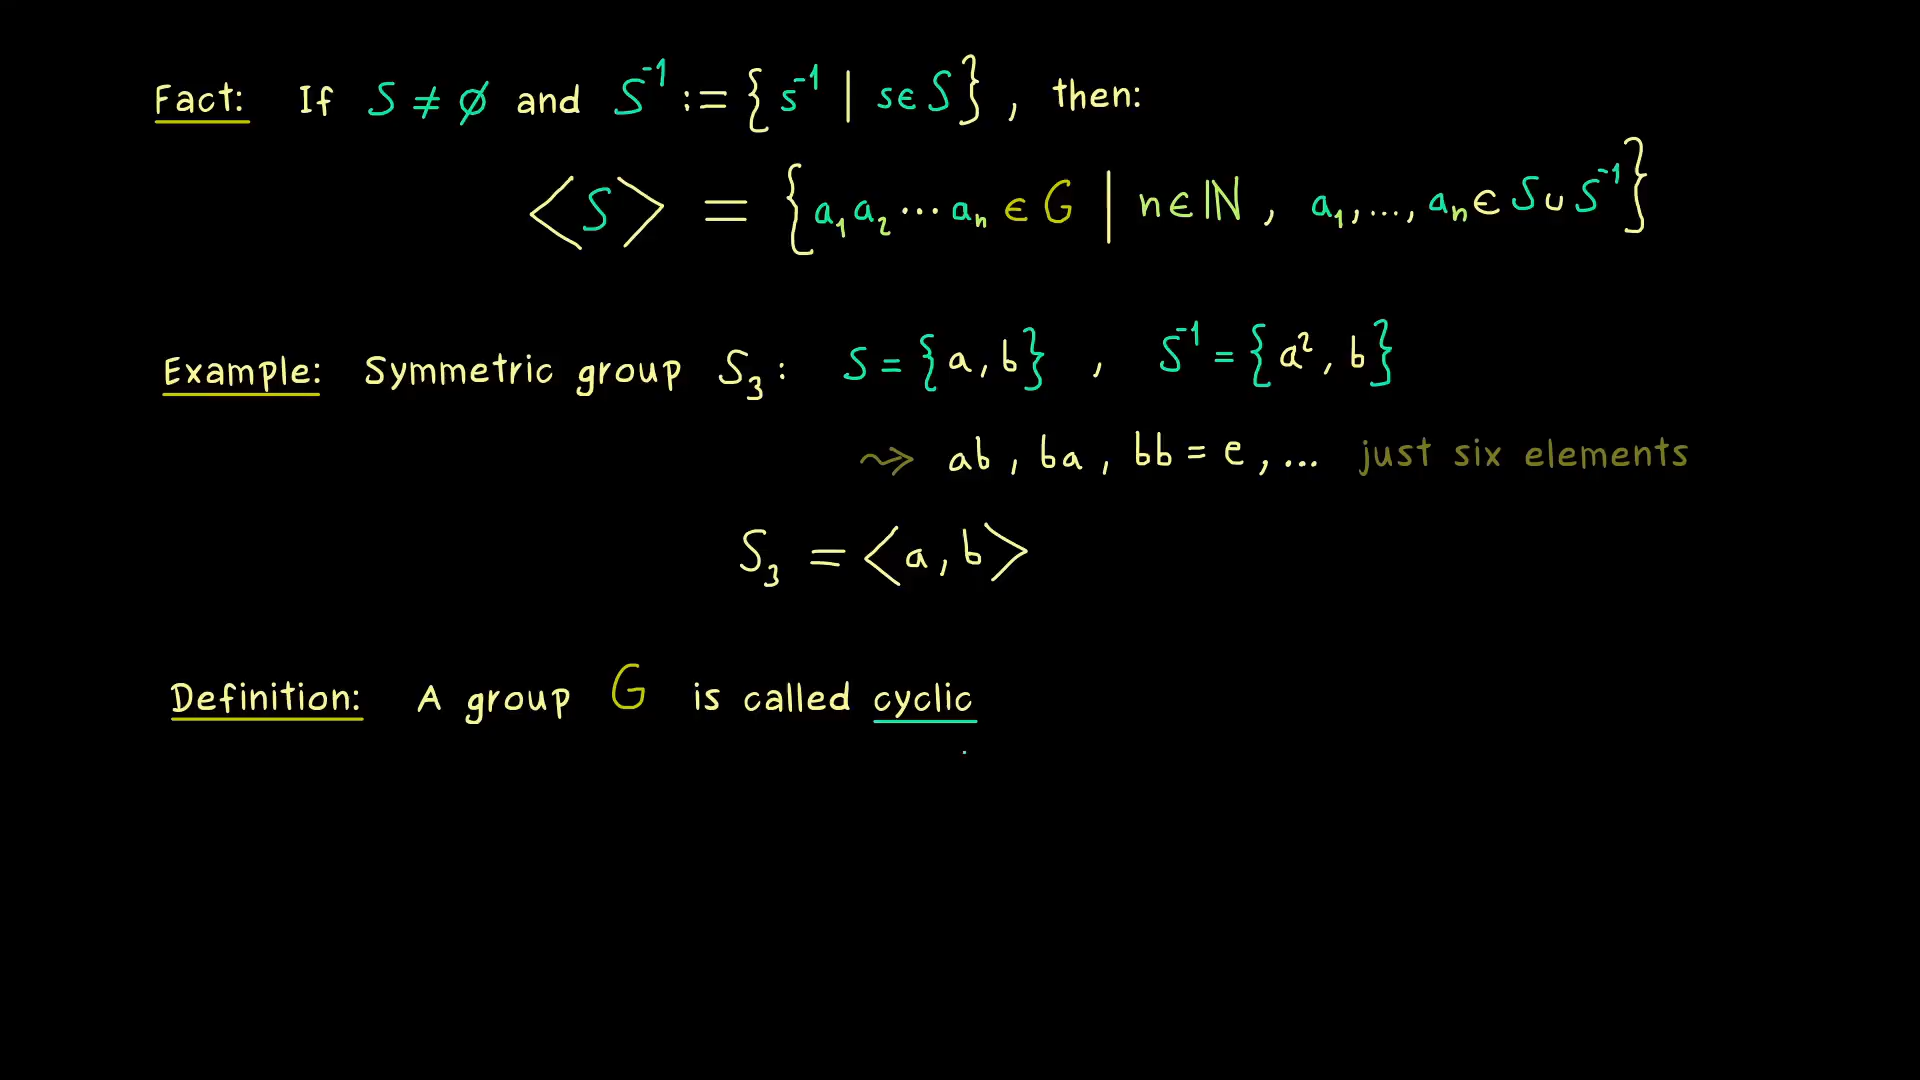 Fact: If S ≠ ∅ and S⁻¹ := {s⁻¹ | s∈S} , then:
<S> = {a₁a₂⋯aₙ ∈ G | n∈ℕ , a₁,…,aₙ∈ S∪S⁻¹}
Example: Symmetric group S₃: S = {a,b} , S⁻¹ = {a², b}
⤳ ab , ba , bb = e , … just six elements
S₃ = <a,b>
Definition: A group G is called cyclic